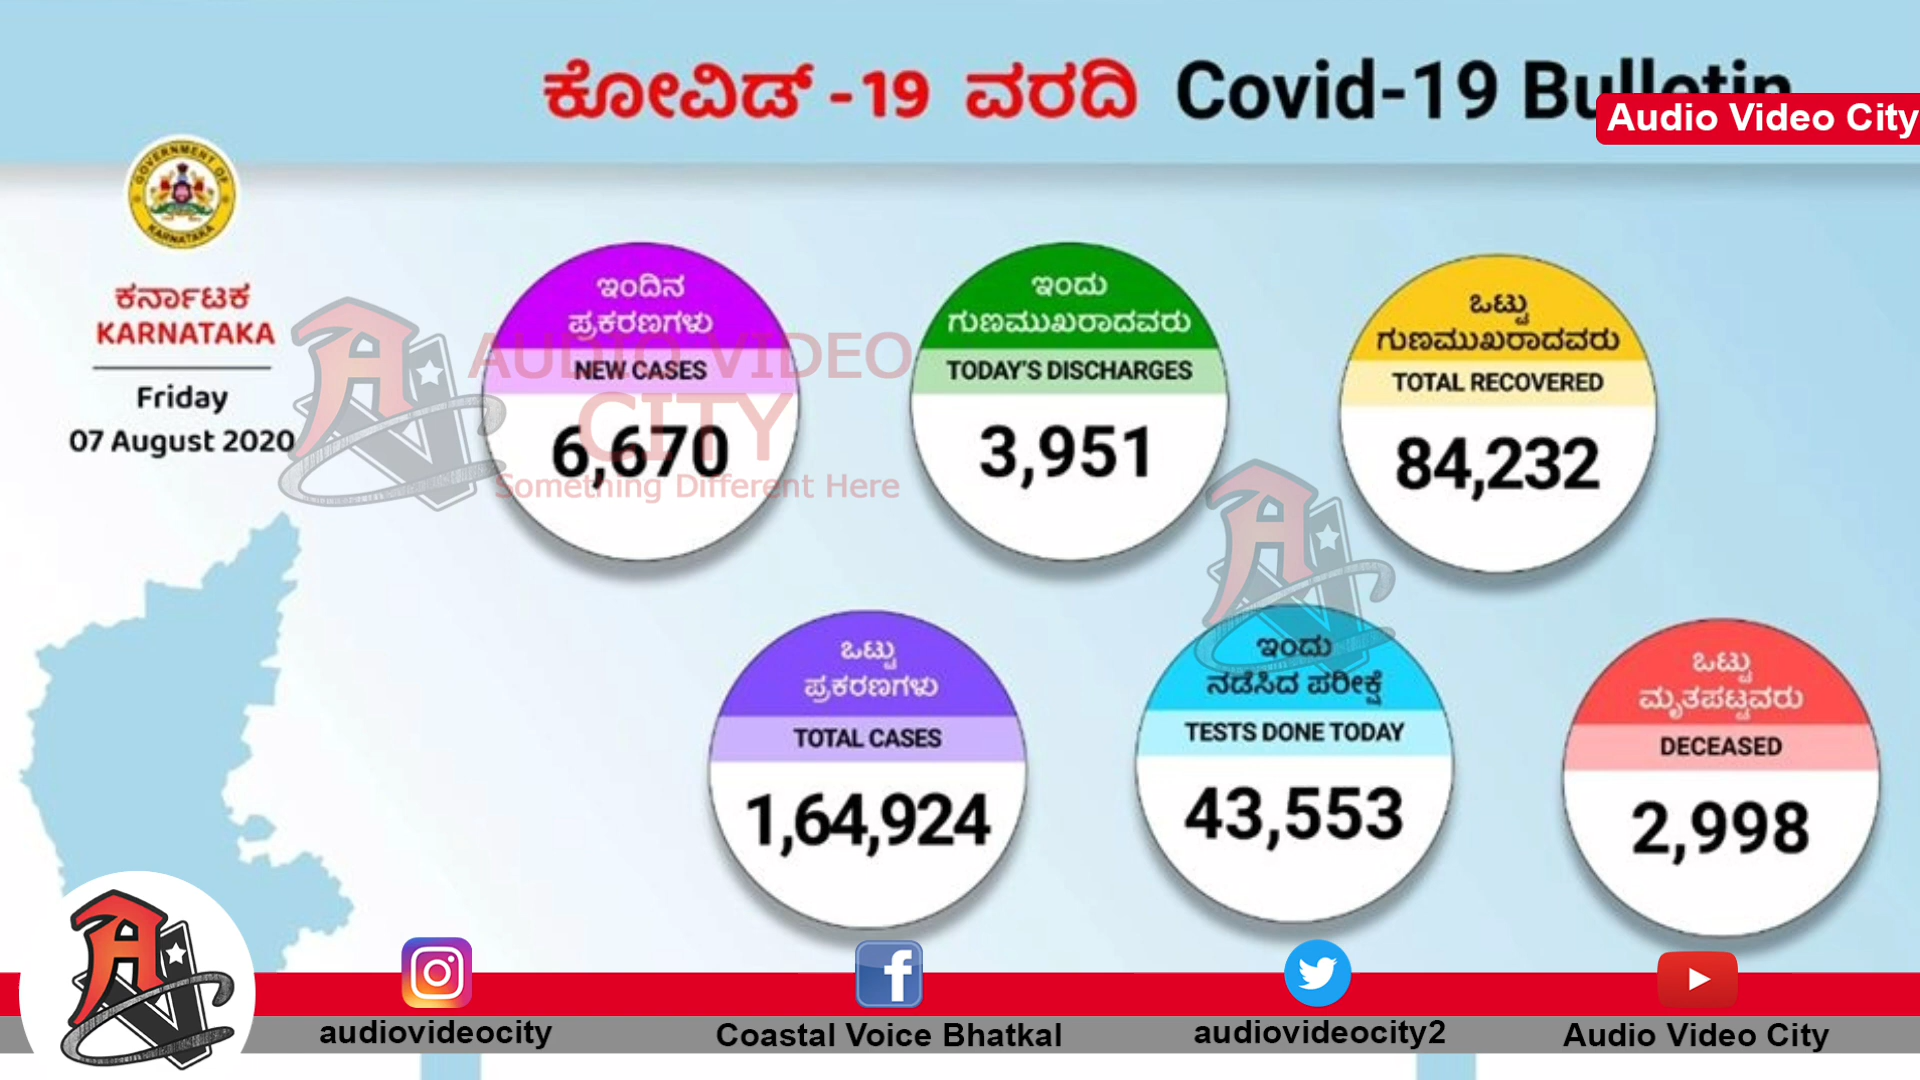 ಕೋವಿಡ್ -19 ವರದಿ Covid-19 Bulletin
Audio Video City
GOVERNMENT OF
KARNATAKA
ಕರ್ನಾಟಕ
KARNATAKA
Friday
07 August 2020
ಇಂದಿನ
ಪ್ರಕರಣಗಳು
NEW CASES
6,670
ಇಂದು
ಗುಣಮುಖರಾದವರು
TODAY'S DISCHARGES
3,951
ಒಟ್ಟು
ಗುಣಮುಖರಾದವರು
TOTAL RECOVERED
84,232
AUDIO VIDEO
CITY
Something Different Here
ಒಟ್ಟು
ಪ್ರಕರಣಗಳು
TOTAL CASES
1,64,924
ಇಂದು
ನಡೆಸಿದ ಪರೀಕ್ಷೆ
TESTS DONE TODAY
43,553
ಒಟ್ಟು
ಮೃತಪಟ್ಟವರು
DECEASED
2,998
audiovideocity
Coastal Voice Bhatkal
audiovideocity2
Audio Video City